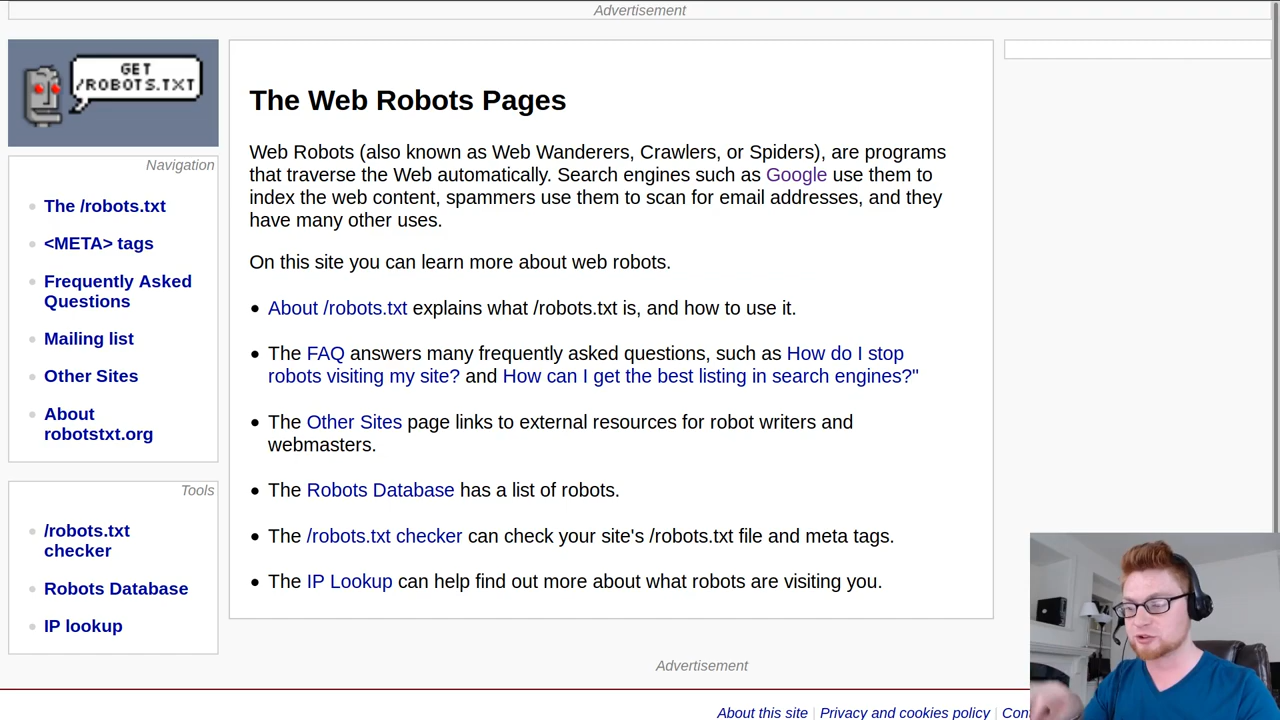 Advertisement
GET
/ROBOTS.TXT
Navigation
The /robots.txt
<META> tags
Frequently Asked
Questions
Mailing list
Other Sites
About
robotstxt.org
Tools
/robots.txt
checker
Robots Database
IP lookup
The Web Robots Pages
Web Robots (also known as Web Wanderers, Crawlers, or Spiders), are programs
that traverse the Web automatically. Search engines such as Google use them to
index the web content, spammers use them to scan for email addresses, and they
have many other uses.
On this site you can learn more about web robots.
About /robots.txt explains what /robots.txt is, and how to use it.
The FAQ answers many frequently asked questions, such as How do I stop
robots visiting my site? and How can I get the best listing in search engines?"
The Other Sites page links to external resources for robot writers and
webmasters.
The Robots Database has a list of robots.
The /robots.txt checker can check your site's /robots.txt file and meta tags.
The IP Lookup can help find out more about what robots are visiting you.
Advertisement
About this site | Privacy and cookies policy |